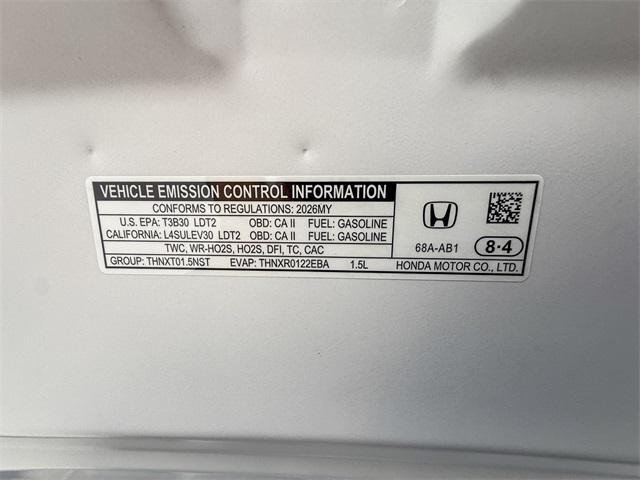 VEHICLE EMISSION CONTROL INFORMATION
CONFORMS TO REGULATIONS: 2026MY
U.S. EPA: T3B30 LDT2 OBD: CA II FUEL: GASOLINE
CALIFORNIA: L4SULEV30 LDT2 OBD: CA II FUEL: GASOLINE
TWC, WR-HO2S, HO2S, DFI, TC, CAC
GROUP: THNXT01.5NST EVAP: THNXR0122EBA 1.5L
68A-AB1
8·4
HONDA MOTOR CO., LTD.